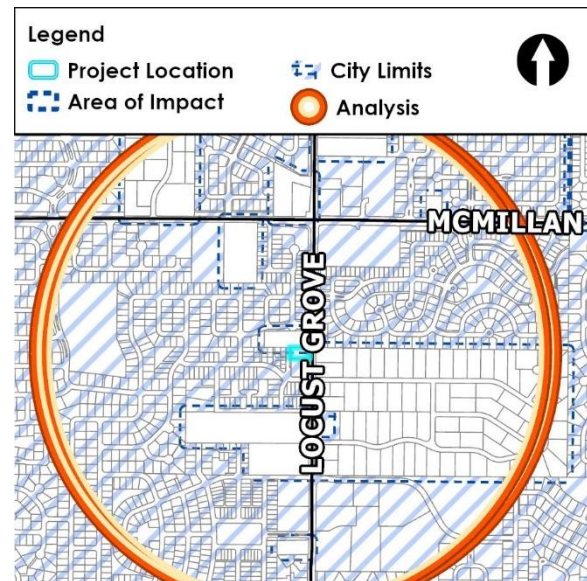 Legend
Project Location
City Limits
Area of Impact
Analysis
MCMILLAN
LOCUST GROVE